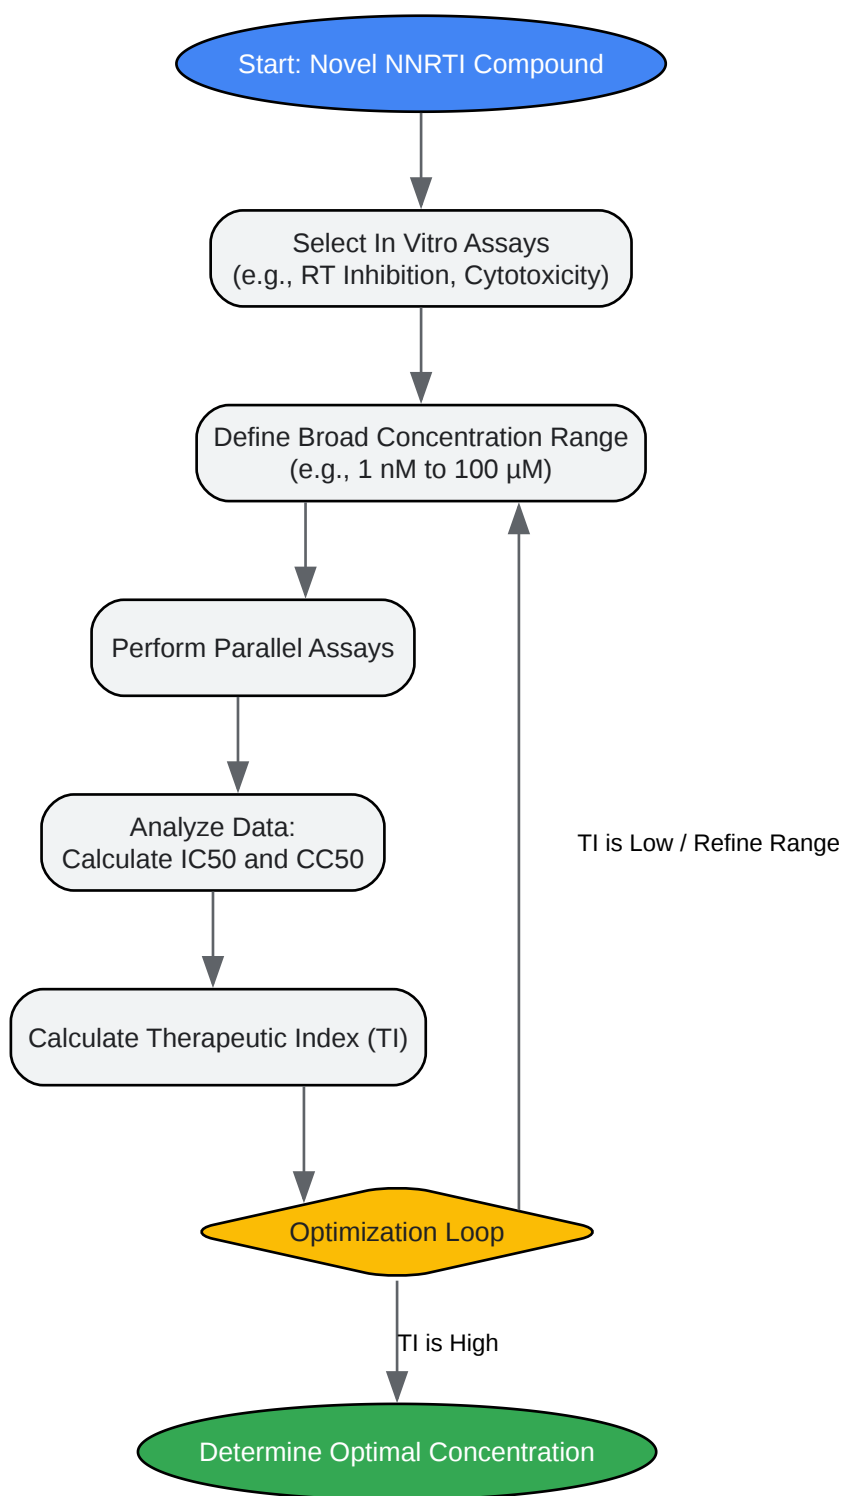 Start: Novel NNRTI Compound
Select In Vitro Assays
(e.g., RT Inhibition, Cytotoxicity)
Define Broad Concentration Range
(e.g., 1 nM to 100 µM)
Perform Parallel Assays
Analyze Data:
Calculate IC50 and CC50
TI is Low / Refine Range
Calculate Therapeutic Index (TI)
Optimization Loop
TI is High
Determine Optimal Concentration